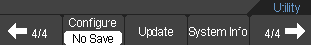 Utility
4/4
Configure
No Save
Update
System Info
4/4